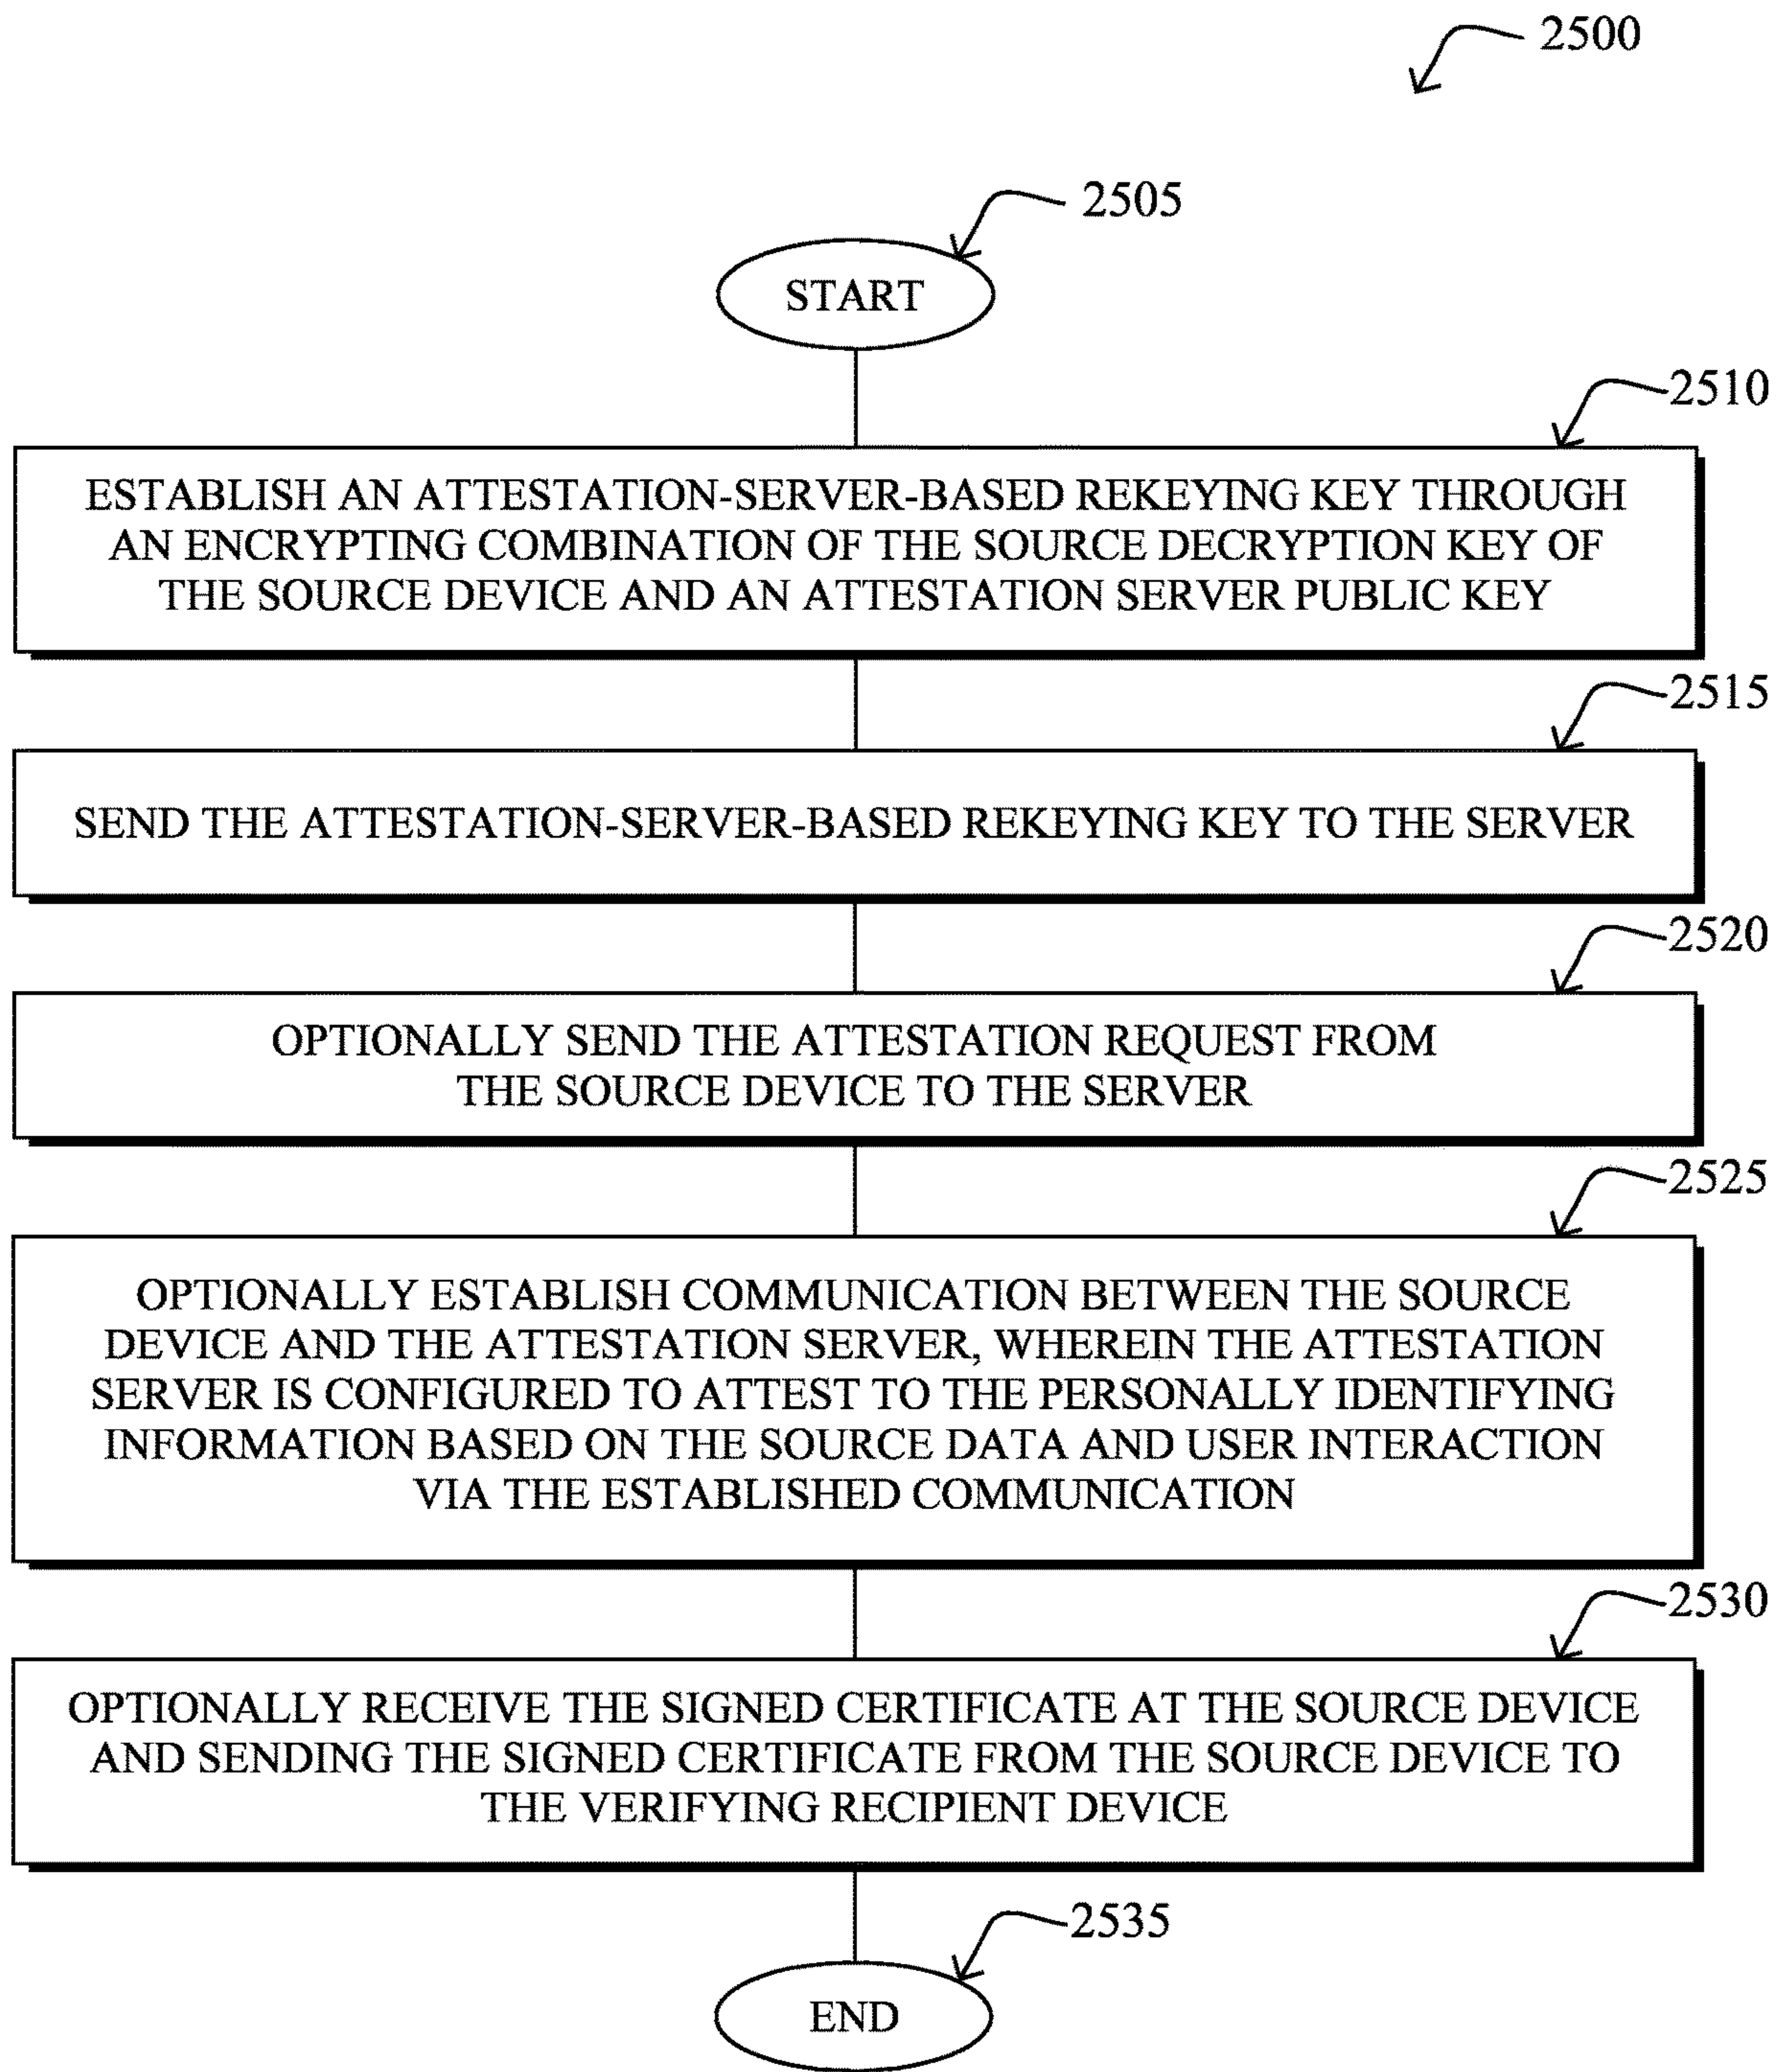 2500
2505
START
2510
ESTABLISH AN ATTESTATION-SERVER-BASED REKEYING KEY THROUGH
AN ENCRYPTING COMBINATION OF THE SOURCE DECRYPTION KEY OF
THE SOURCE DEVICE AND AN ATTESTATION SERVER PUBLIC KEY
2515
SEND THE ATTESTATION-SERVER-BASED REKEYING KEY TO THE SERVER
2520
OPTIONALLY SEND THE ATTESTATION REQUEST FROM
THE SOURCE DEVICE TO THE SERVER
2525
OPTIONALLY ESTABLISH COMMUNICATION BETWEEN THE SOURCE
DEVICE AND THE ATTESTATION SERVER, WHEREIN THE ATTESTATION
SERVER IS CONFIGURED TO ATTEST TO THE PERSONALLY IDENTIFYING
INFORMATION BASED ON THE SOURCE DATA AND USER INTERACTION
VIA THE ESTABLISHED COMMUNICATION
2530
OPTIONALLY RECEIVE THE SIGNED CERTIFICATE AT THE SOURCE DEVICE
AND SENDING THE SIGNED CERTIFICATE FROM THE SOURCE DEVICE TO
THE VERIFYING RECIPIENT DEVICE
2535
END